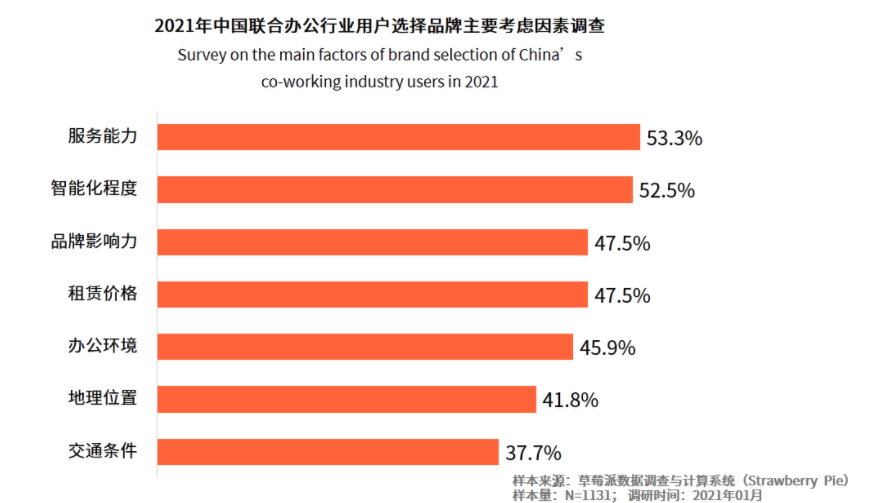 2021年中国联合办公行业用户选择品牌主要考虑因素调查
Survey on the main factors of brand selection of China’s
co-working industry users in 2021
服务能力 53.3%
智能化程度 52.5%
品牌影响力 47.5%
租赁价格 47.5%
办公环境 45.9%
地理位置 41.8%
交通条件 37.7%
样本来源：草莓派数据调查与计算系统（Strawberry Pie）
样本量：N=1131； 调研时间：2021年01月